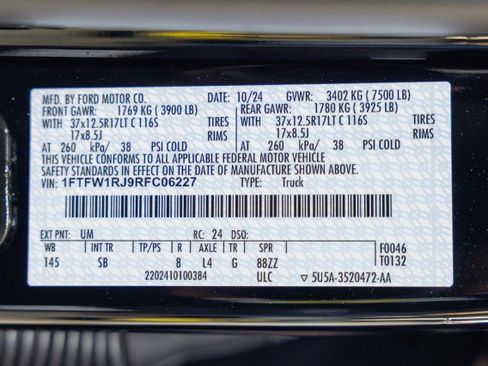 MFD. BY FORD MOTOR CO. DATE: 10/24 GVWR: 3402 KG ( 7500 LB)
FRONT GAWR: 1769 KG ( 3900 LB) REAR GAWR: 1780 KG ( 3925 LB)
WITH 37x12.5R17LT C 116S TIRES WITH 37x12.5R17LT C 116S TIRES
17x8.5J RIMS 17x8.5J RIMS
AT 260 kPa/ 38 PSI COLD AT 260 kPa/ 38 PSI COLD
THIS VEHICLE CONFORMS TO ALL APPLICABLE FEDERAL MOTOR VEHICLE
SAFETY STANDARDS IN EFFECT ON THE DATE OF MANUFACTURE SHOWN ABOVE.
VIN: 1FTFW1RJ9RFC06227 TYPE: Truck
EXT PNT: UM RC: 24 DSO:
WB INT TR TP/PS R AXLE TR SPR F0046
145 SB 8 L4 G 88ZZ T0132
2202410100384 ULC ▽ 5U5A-3520472-AA